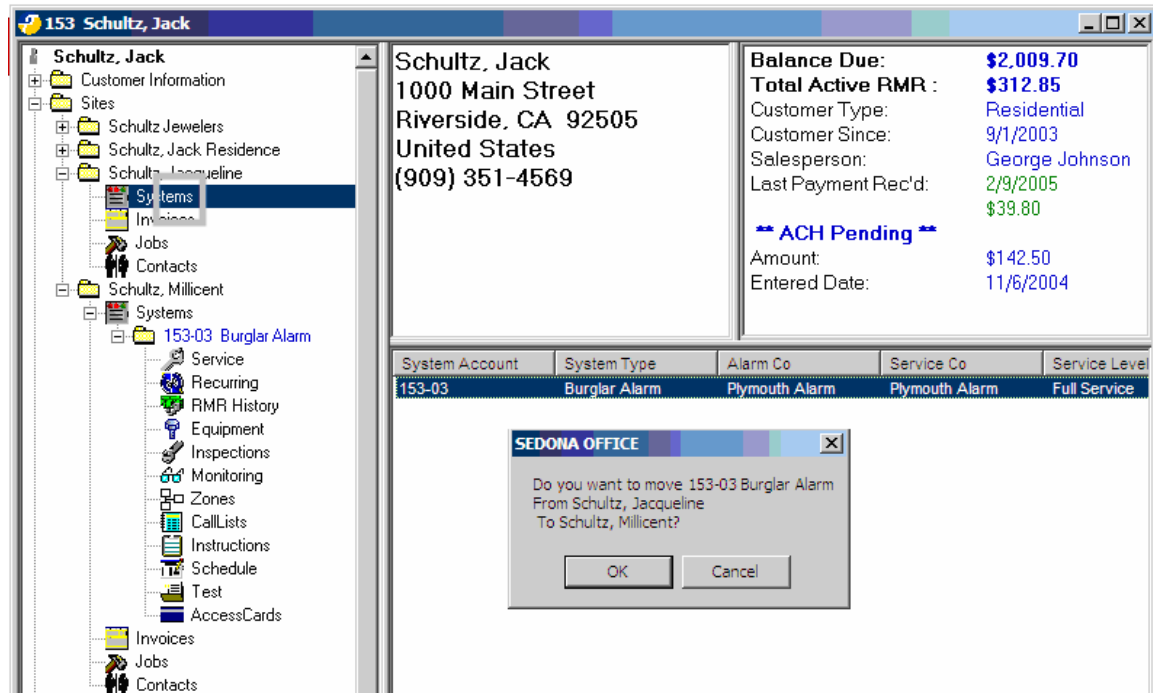 153 Schultz, Jack
Schultz, Jack
Customer Information
Sites
Schultz Jewelers
Schultz, Jack Residence
Schultz, Jacqueline
Systems
Invoices
Jobs
Contacts
Schultz, Millicent
Systems
153-03 Burglar Alarm
Service
Recurring
RMR History
Equipment
Inspections
Monitoring
Zones
CallLists
Instructions
Schedule
Test
AccessCards
Invoices
Jobs
Contacts
Schultz, Jack
1000 Main Street
Riverside, CA 92505
United States
(909) 351-4569
Balance Due: $2,009.70
Total Active RMR : $312.85
Customer Type: Residential
Customer Since: 9/1/2003
Salesperson: George Johnson
Last Payment Rec'd: 2/9/2005
$39.80
** ACH Pending **
Amount: $142.50
Entered Date: 11/6/2004
System Account System Type Alarm Co Service Co Service Level
153-03 Burglar Alarm Plymouth Alarm Plymouth Alarm Full Service
SEDONA OFFICE
Do you want to move 153-03 Burglar Alarm
From Schultz, Jacqueline
To Schultz, Millicent?
OK Cancel